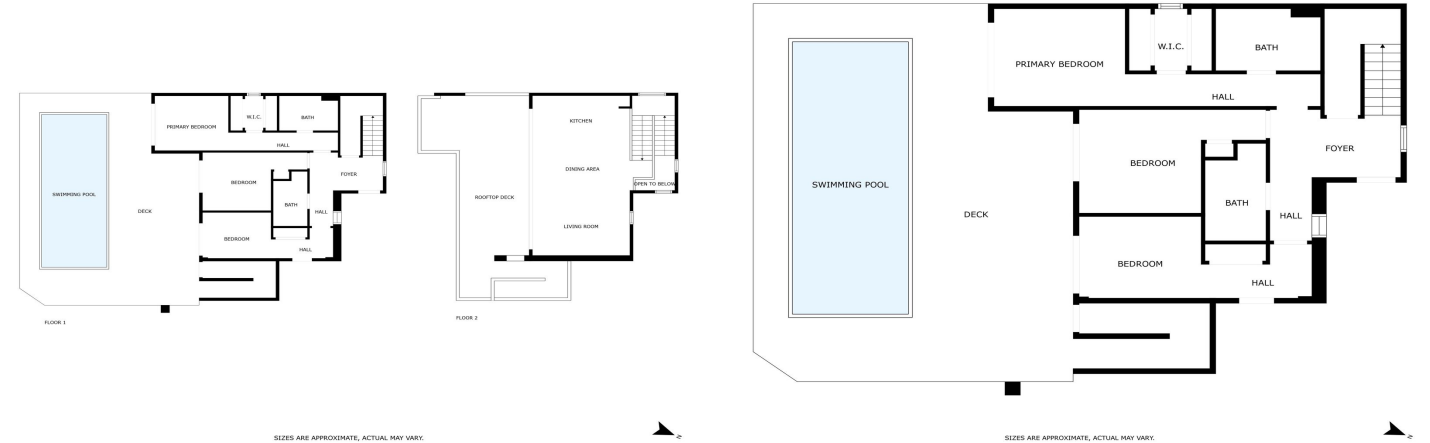 W.I.C.
BATH
PRIMARY BEDROOM
HALL
FOYER
BEDROOM
SWIMMING POOL
BATH
DECK
HALL
BEDROOM
HALL
FLOOR 1
KITCHEN
DINING AREA
OPEN TO BELOW
ROOFTOP DECK
LIVING ROOM
FLOOR 2
SIZES ARE APPROXIMATE, ACTUAL MAY VARY.
N
W.I.C.
BATH
PRIMARY BEDROOM
HALL
FOYER
BEDROOM
SWIMMING POOL
BATH
DECK
HALL
BEDROOM
HALL
SIZES ARE APPROXIMATE, ACTUAL MAY VARY.
N